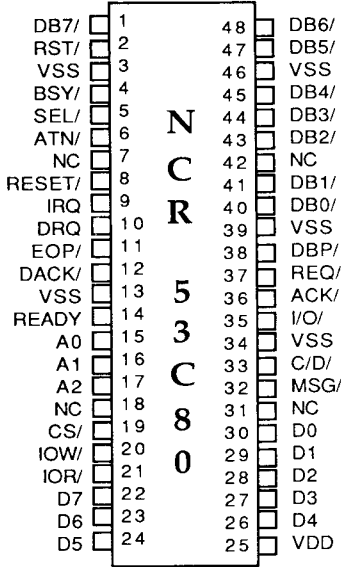 DB7/ 1 48 DB6/
RST/ 2 47 DB5/
VSS 3 46 VSS
BSY/ 4 45 DB4/
SEL/ 5 44 DB3/
ATN/ 6 43 DB2/
NC 7 42 NC
RESET/ 8 41 DB1/
IRQ 9 40 DB0/
DRQ 10 39 VSS
EOP/ 11 38 DBP/
DACK/ 12 37 REQ/
VSS 13 36 ACK/
READY 14 35 I/O/
A0 15 34 VSS
A1 16 33 C/D/
A2 17 32 MSG/
NC 18 31 NC
CS/ 19 30 D0
IOW/ 20 29 D1
IOR/ 21 28 D2
D7 22 27 D3
D6 23 26 D4
D5 24 25 VDD
NCR 53C80